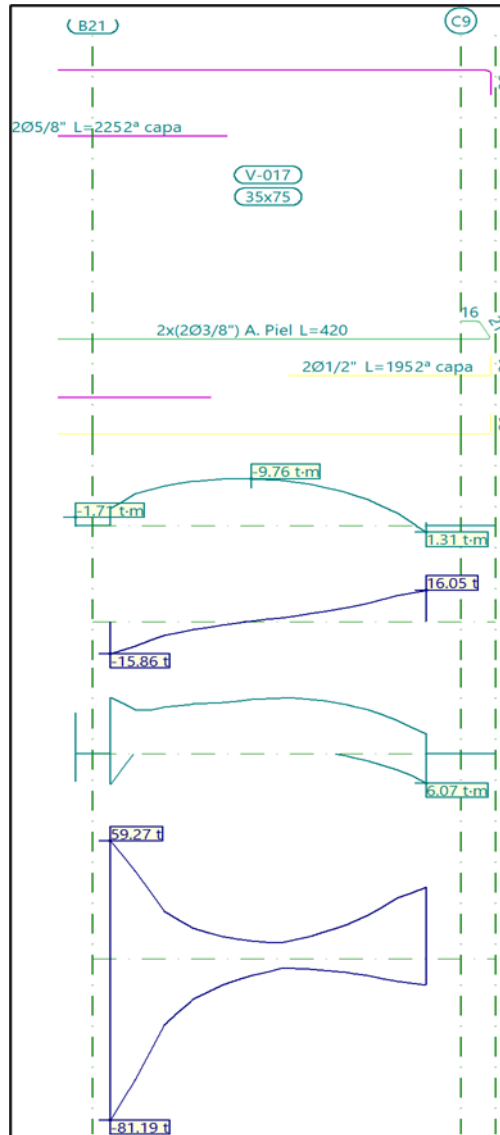 B21
C9
2Ø5/8" L=2252ª capa
V-017
35x75
16
2x(2Ø3/8") A. Piel L=420
2Ø1/2" L=1952ª capa
-9.76 t·m
-1.71 t·m
1.31 t·m
16.05 t
-15.86 t
6.07 t·m
59.27 t
-81.19 t